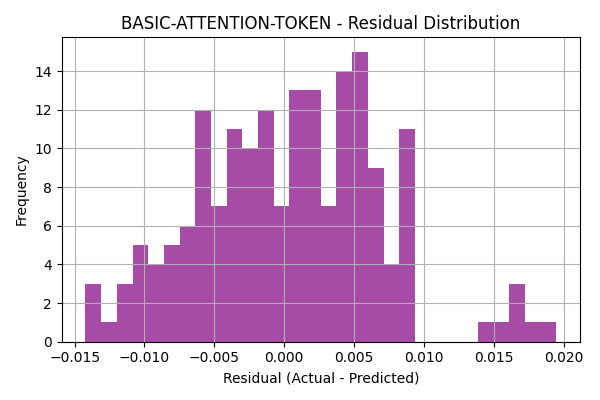 BASIC-ATTENTION-TOKEN - Residual Distribution
14
12
10
8
6
4
2
0
Frequency
−0.015 −0.010 −0.005 0.000 0.005 0.010 0.015 0.020
Residual (Actual - Predicted)